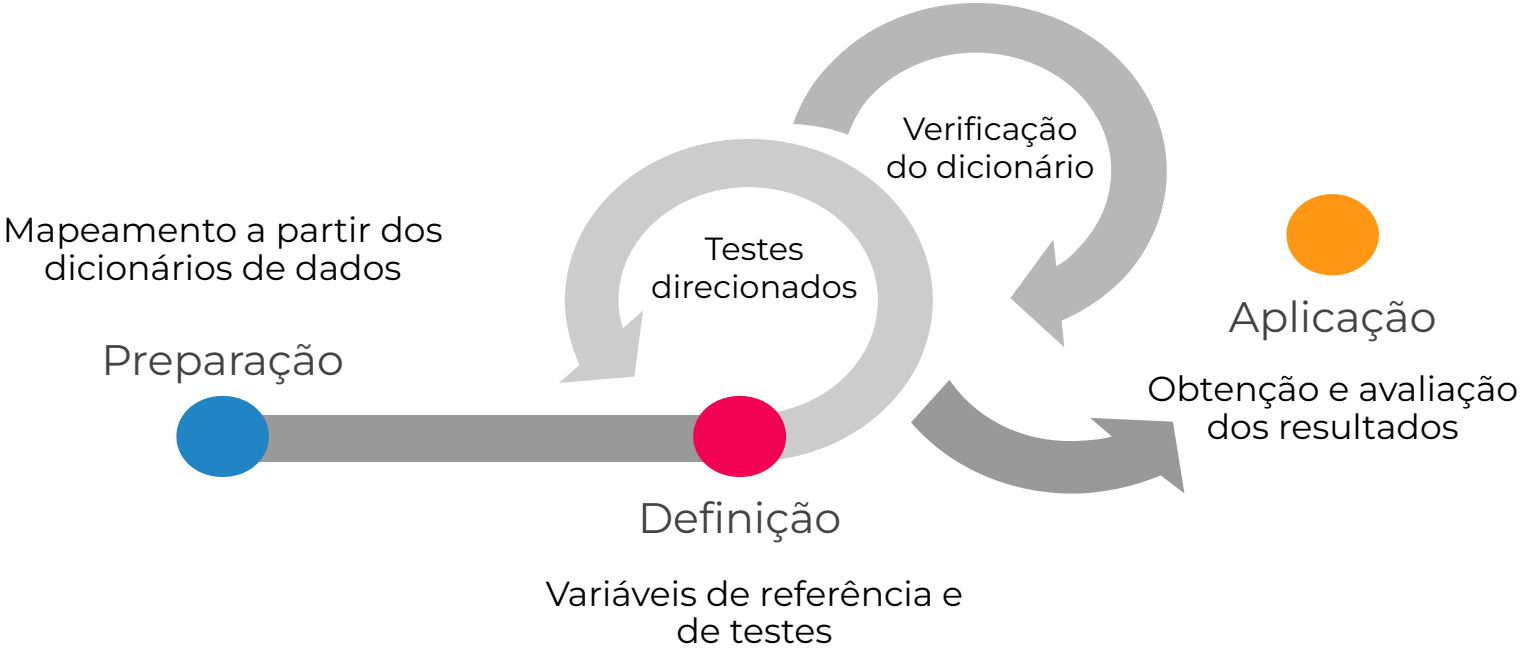 Mapeamento a partir dos
dicionários de dados
Preparação
Testes
direcionados
Verificação
do dicionário
Definição
Variáveis de referência e
de testes
Aplicação
Obtenção e avaliação
dos resultados